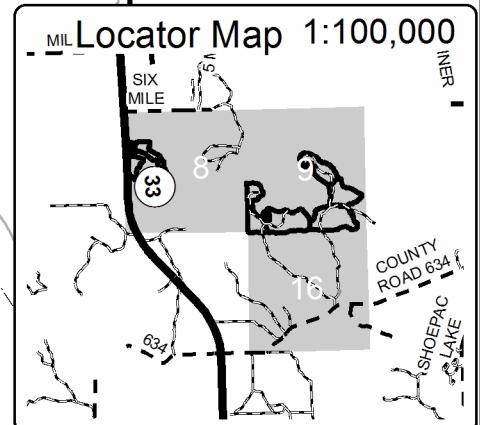 Locator Map 1:100,000
MIL
SIX
MILE
5 M
INER
8
9
33
16
COUNTY
ROAD 634
634
SHOEPAC
LAKE